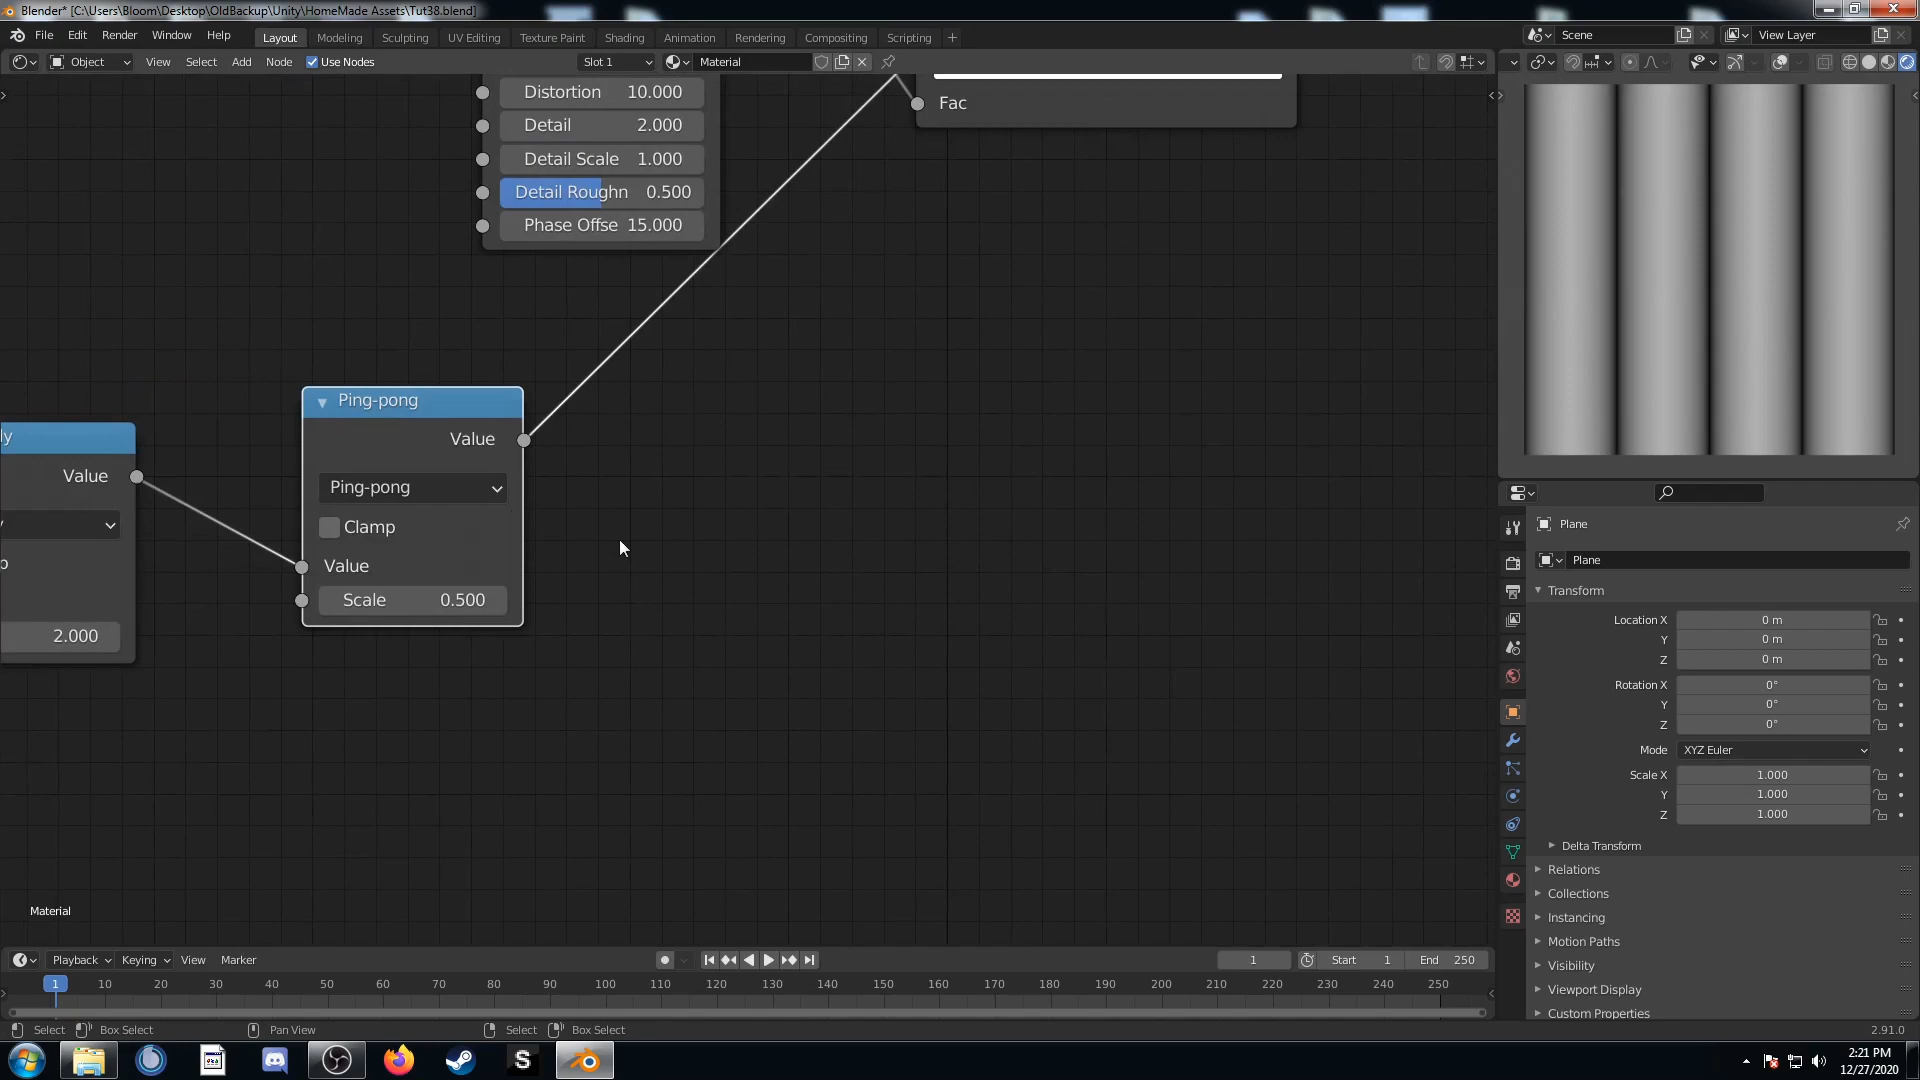 Blender* [C:\Users\Bloom\Desktop\OldBackup\Unity\HomeMade Assets\Tut38.blend]
File Edit Render Window Help Layout Modeling Sculpting UV Editing Texture Paint Shading Animation Rendering Compositing Scripting Scene View Layer
Object View Select Add Node Use Nodes Slot 1 Material
Distortion 10.000
Detail 2.000
Detail Scale 1.000
Detail Roughn 0.500
Phase Offse 15.000
Fac
ly
Value
2.000
Ping-pong
Value
Ping-pong
Clamp
Value
Scale 0.500
Material
Plane
Plane
Transform
Location X 0 m
Y 0 m
Z 0 m
Rotation X 0°
Y 0°
Z 0°
Mode XYZ Euler
Scale X 1.000
Y 1.000
Z 1.000
Delta Transform
Relations
Collections
Instancing
Motion Paths
Visibility
Viewport Display
Custom Properties
Playback Keying View Marker 1 Start 1 End 250
1 10 20 30 40 50 60 70 80 90 100 110 120 130 140 150 160 170 180 190 200 210 220 230 240 250
Select Box Select Pan View Select Box Select 2.91.0
S
2:21 PM
12/27/2020